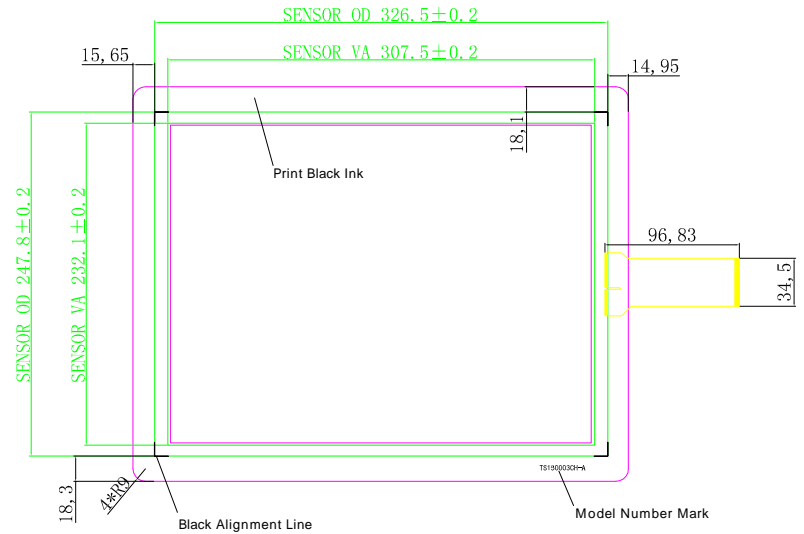 SENSOR OD 326.5±0.2
SENSOR VA 307.5±0.2
15,65
14,95
18,1
Print Black Ink
SENSOR OD 247.8±0.2
SENSOR VA 232.1±0.2
96,83
34,5
TS190003CH-A
18,3
4*R9
Black Alignment Line
Model Number Mark